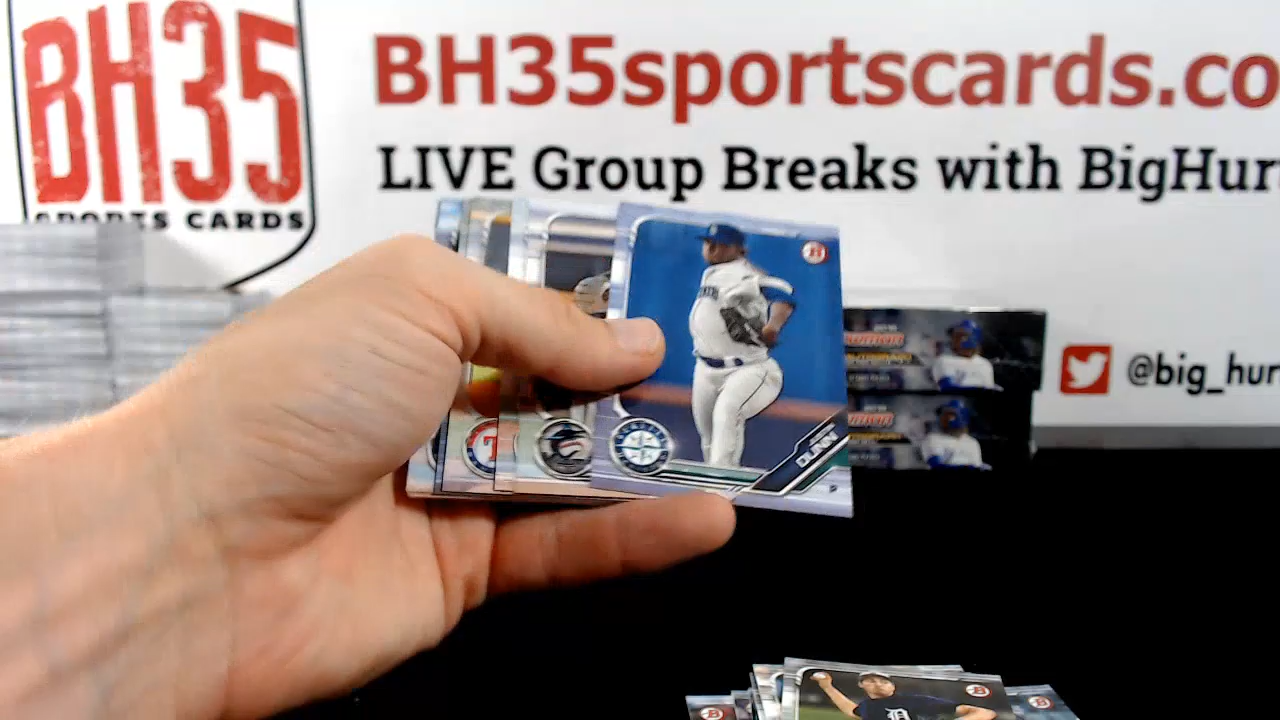 BH35
SPORTS CARDS
BH35sportscards.co
LIVE Group Breaks with BigHur
@big_hur
DUNN
P
B
T
D